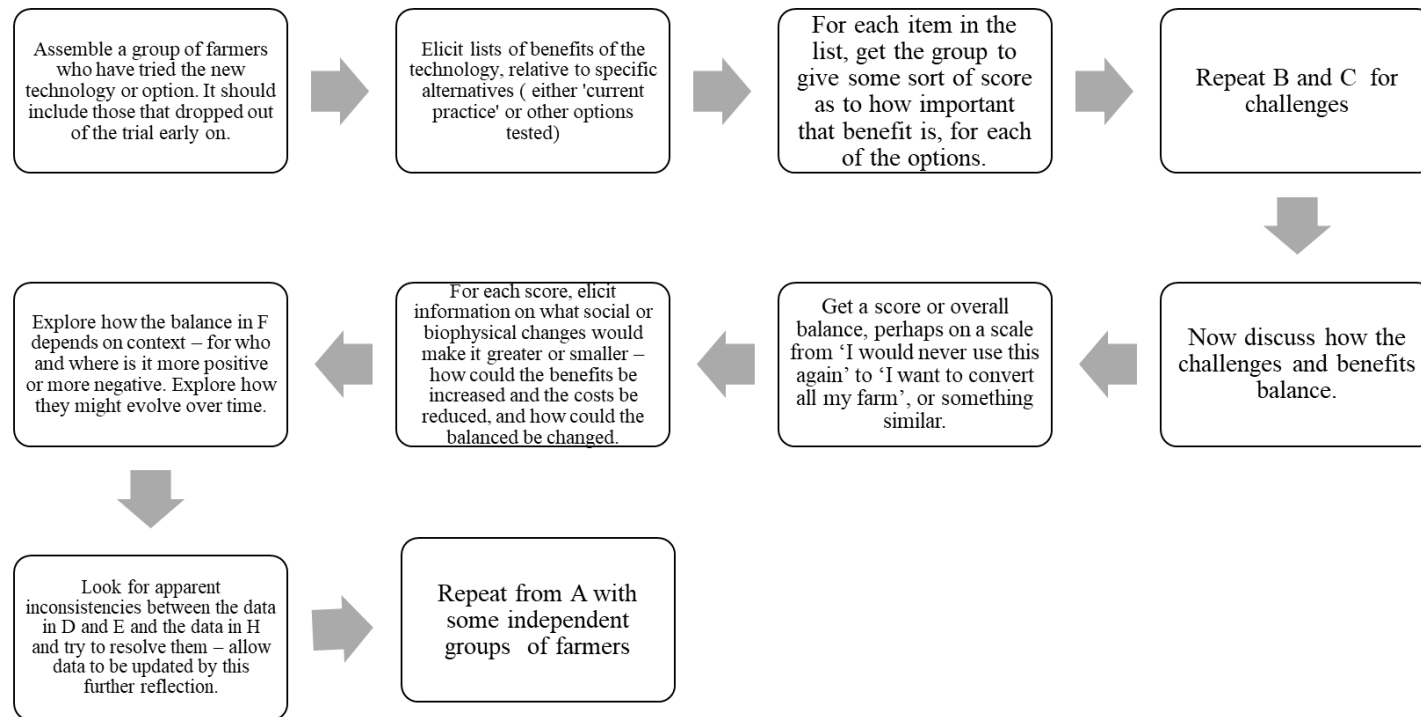 Assemble a group of farmers
who have tried the new
technology or option. It should
include those that dropped out
of the trial early on.
Elicit lists of benefits of the
technology, relative to specific
alternatives ( either 'current
practice' or other options
tested)
For each item in the
list, get the group to
give some sort of score
as to how important
that benefit is, for each
of the options.
Repeat B and C for
challenges
Now discuss how the
challenges and benefits
balance.
Get a score or overall
balance, perhaps on a scale
from ‘I would never use this
again’ to ‘I want to convert
all my farm’, or something
similar.
For each score, elicit
information on what social or
biophysical changes would
make it greater or smaller –
how could the benefits be
increased and the costs be
reduced, and how could the
balanced be changed.
Explore how the balance in F
depends on context – for who
and where is it more positive
or more negative. Explore how
they might evolve over time.
Look for apparent
inconsistencies between the data
in D and E and the data in H
and try to resolve them – allow
data to be updated by this
further reflection.
Repeat from A with
some independent
groups of farmers